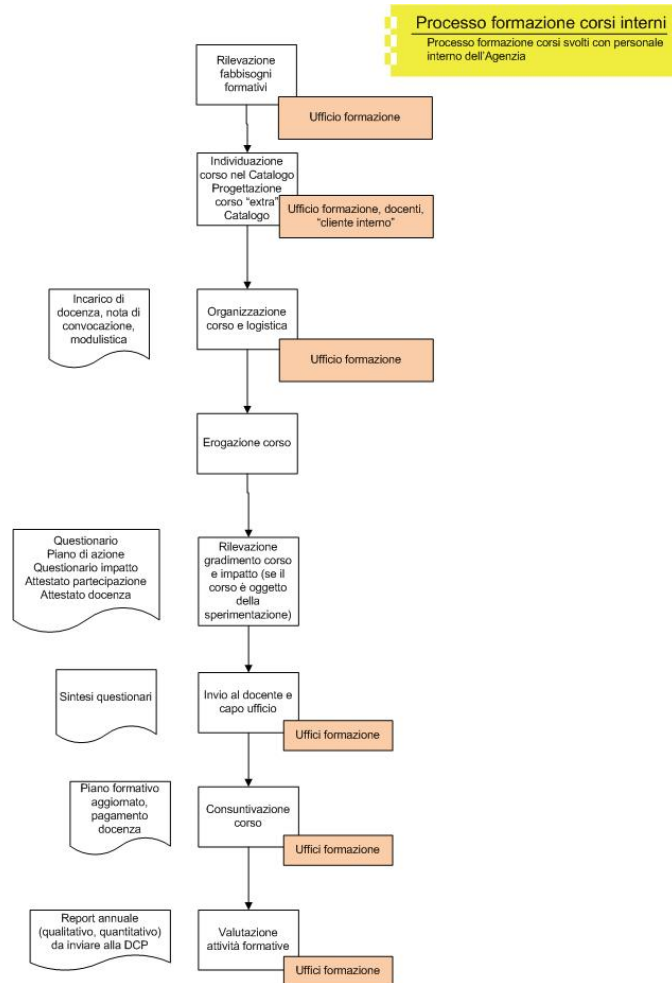 Processo formazione corsi interni
Processo formazione corsi svolti con personale
interno dell'Agenzia
Rilevazione
fabbisogni
formativi
Ufficio formazione
Individuazione
corso nel Catalogo
Progettazione
corso "extra"
Catalogo
Ufficio formazione, docenti,
"cliente interno"
Incarico di
docenza, nota di
convocazione,
modulistica
Organizzazione
corso e logistica
Ufficio formazione
Erogazione corso
Questionario
Piano di azione
Questionario impatto
Attestato partecipazione
Attestato docenza
Rilevazione
gradimento corso
e impatto (se il
corso è oggetto
della
sperimentazione)
Sintesi questionari
Invio al docente e
capo ufficio
Uffici formazione
Piano formativo
aggiornato,
pagamento
docenza
Consuntivazione
corso
Uffici formazione
Report annuale
(qualitativo, quantitativo)
da inviare alla DCP
Valutazione
attività formative
Uffici formazione